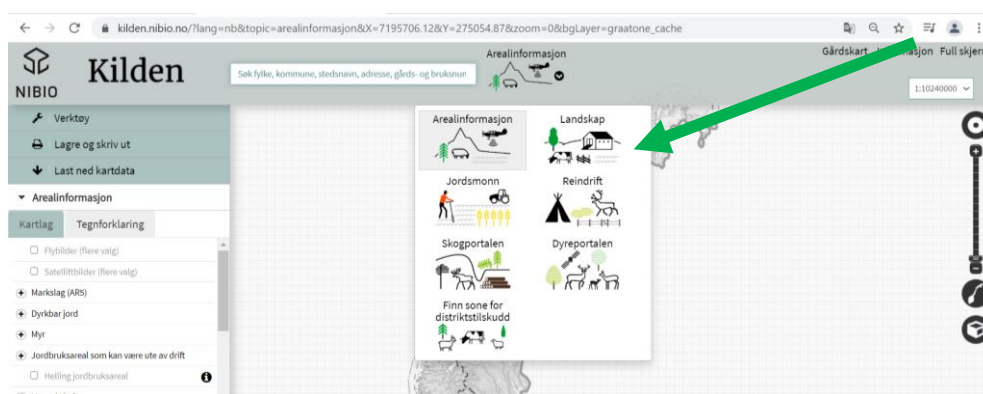 kilden.nibio.no/?lang=nb&topic=arealinformasjon&X=7195706.12&Y=275054.87&zoom=0&bgLayer=graatone_cache
NIBIO
Kilden
Søk fylke, kommune, stedsnavn, adresse, gårds- og bruksnun
Arealinformasjon
Gårdskart
Full skjerm
1:10240000
Verktøy
Lagre og skriv ut
Last ned kartdata
Arealinformasjon
Kartlag
Tegnforklaring
Flybilder (flere valg)
Satellittbilder (flere valg)
Markslag (AR5)
Dyrkbar jord
Myr
Jordbruksareal som kan være ute av drift
Helling jordbruksareal
Arealinformasjon
Landskap
Jordsmonn
Reindrift
Skogportalen
Dyreportalen
Finn sone for
distriktstilskudd